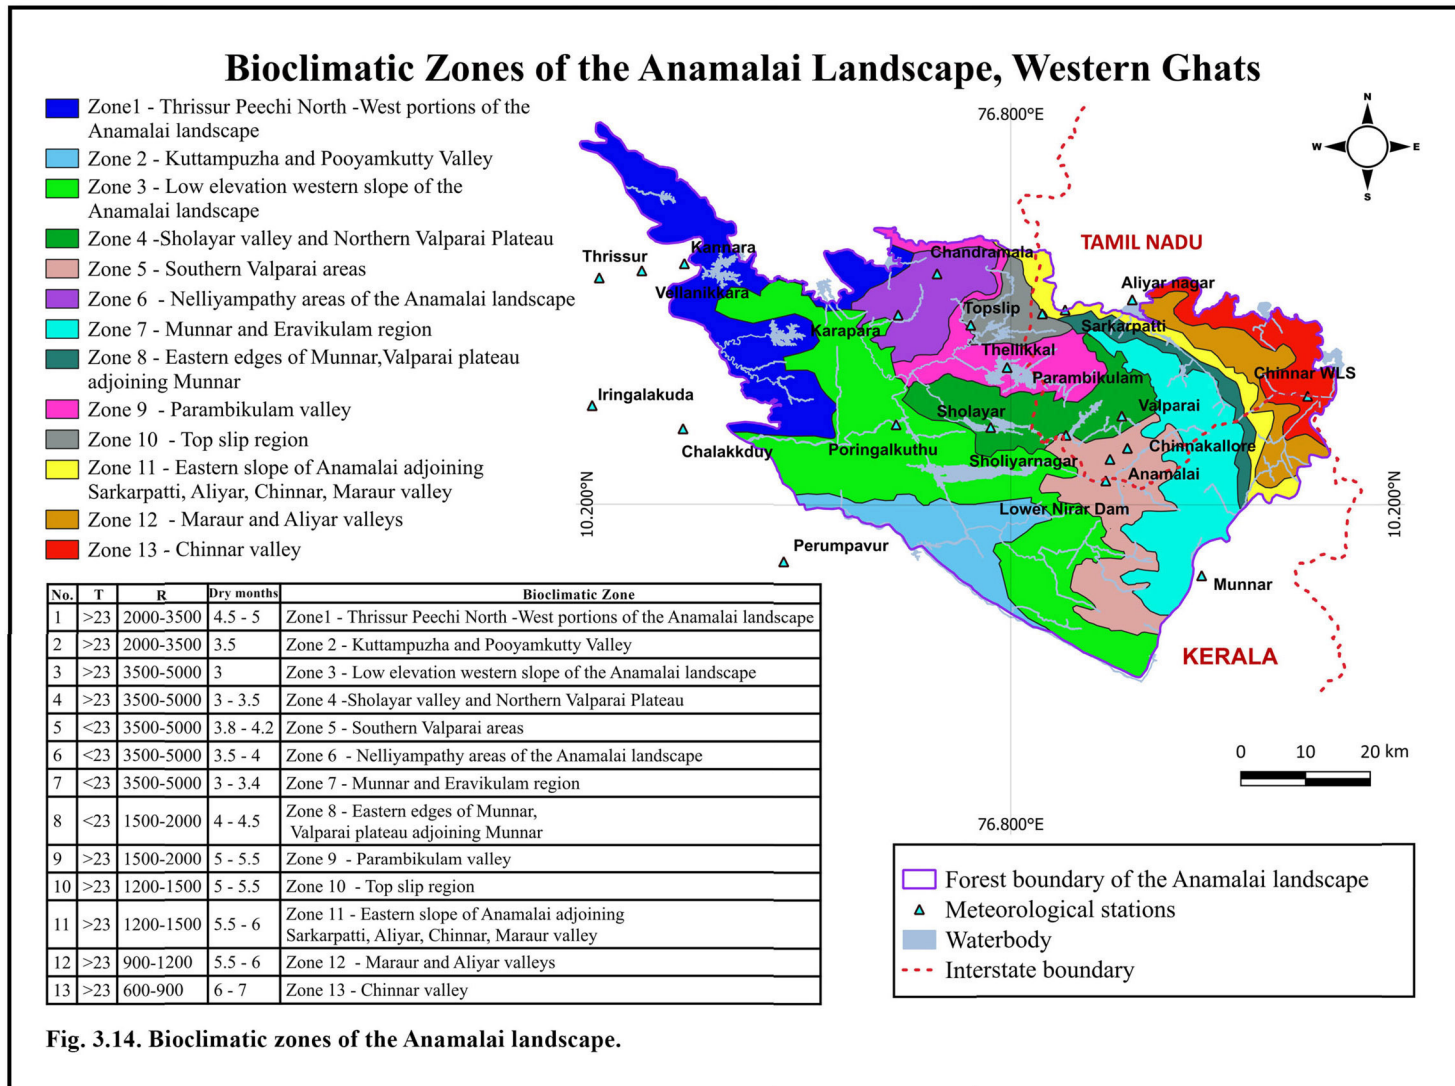 Bioclimatic Zones of the Anamalai Landscape, Western Ghats
Zone1 - Thrissur Peechi North -West portions of the
Anamalai landscape
Zone 2 - Kuttampuzha and Pooyamkutty Valley
Zone 3 - Low elevation western slope of the
Anamalai landscape
Zone 4 -Sholayar valley and Northern Valparai Plateau
Zone 5 - Southern Valparai areas
Zone 6 - Nelliyampathy areas of the Anamalai landscape
Zone 7 - Munnar and Eravikulam region
Zone 8 - Eastern edges of Munnar,Valparai plateau
adjoining Munnar
Zone 9 - Parambikulam valley
Zone 10 - Top slip region
Zone 11 - Eastern slope of Anamalai adjoining
Sarkarpatti, Aliyar, Chinnar, Maraur valley
Zone 12 - Maraur and Aliyar valleys
Zone 13 - Chinnar valley
76.800°E
N
W
E
S
TAMIL NADU
Thrissur
Kannara
Vellanikkara
Chandramala
Aliyar nagar
Karapara
Topslip
Sarkarpatti
Thellikkal
Parambikulam
Chinnar WLS
Iringalakuda
Sholayar
Valparai
Chalakkduy
Poringalkuthu
Sholiyarnagar
Chinnakallore
Anamalai
10.200°N
Lower Nirar Dam
10.200°N
Perumpavur
Munnar
KERALA
0 10 20 km
76.800°E
No. T R Dry months Bioclimatic Zone
1 >23 2000-3500 4.5 - 5 Zone1 - Thrissur Peechi North -West portions of the Anamalai landscape
2 >23 2000-3500 3.5 Zone 2 - Kuttampuzha and Pooyamkutty Valley
3 >23 3500-5000 3 Zone 3 - Low elevation western slope of the Anamalai landscape
4 >23 3500-5000 3 - 3.5 Zone 4 -Sholayar valley and Northern Valparai Plateau
5 <23 3500-5000 3.8 - 4.2 Zone 5 - Southern Valparai areas
6 <23 3500-5000 3.5 - 4 Zone 6 - Nelliyampathy areas of the Anamalai landscape
7 <23 3500-5000 3 - 3.4 Zone 7 - Munnar and Eravikulam region
8 <23 1500-2000 4 - 4.5 Zone 8 - Eastern edges of Munnar,
Valparai plateau adjoining Munnar
9 >23 1500-2000 5 - 5.5 Zone 9 - Parambikulam valley
10 >23 1200-1500 5 - 5.5 Zone 10 - Top slip region
11 >23 1200-1500 5.5 - 6 Zone 11 - Eastern slope of Anamalai adjoining
Sarkarpatti, Aliyar, Chinnar, Maraur valley
12 >23 900-1200 5.5 - 6 Zone 12 - Maraur and Aliyar valleys
13 >23 600-900 6 - 7 Zone 13 - Chinnar valley
Forest boundary of the Anamalai landscape
Meteorological stations
Waterbody
Interstate boundary
Fig. 3.14. Bioclimatic zones of the Anamalai landscape.